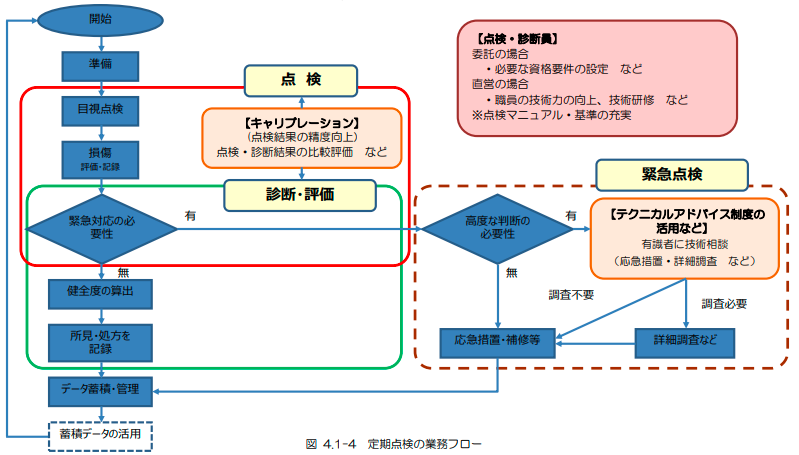 開始
準備
目視点検
損傷
評価・記録
緊急対応の必
要性
有
無
健全度の算出
所見・処方を
記録
データ蓄積・管理
蓄積データの活用
点 検
【キャリブレーション】
(点検結果の精度向上)
点検・診断結果の比較評価 など
診断・評価
【点検・診断員】
委託の場合
・必要な資格要件の設定 など
直営の場合
・職員の技術力の向上、技術研修 など
※点検マニュアル・基準の充実
緊急点検
高度な判断の
必要性
有
無
【テクニカルアドバイス制度の
活用など】
有識者に技術相談
(応急措置・詳細調査 など)
調査不要
調査必要
応急措置・補修等
詳細調査など
図 4.1-4 定期点検の業務フロー